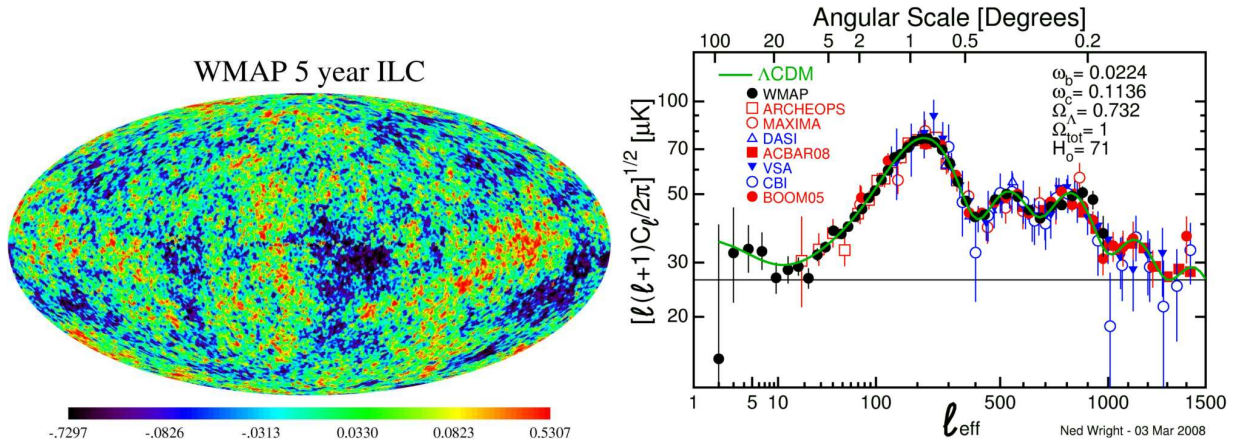 WMAP 5 year ILC
-.7297 -.0826 -.0313 0.0330 0.0823 0.5307
Angular Scale [Degrees]
100 20 5 2 1 0.5 0.2
ΛCDM
WMAP
ARCHEOPS
MAXIMA
DASI
ACBAR08
VSA
CBI
BOOM05
ω_b= 0.0224
ω_c= 0.1136
Ω_Λ= 0.732
Ω_tot= 1
H_o= 71
[ℓ(ℓ+1)C_ℓ/2π]^1/2 [µK]
100
70
50
30
20
1 5 10 100 500 1000 1500
ℓ_eff
Ned Wright - 03 Mar 2008